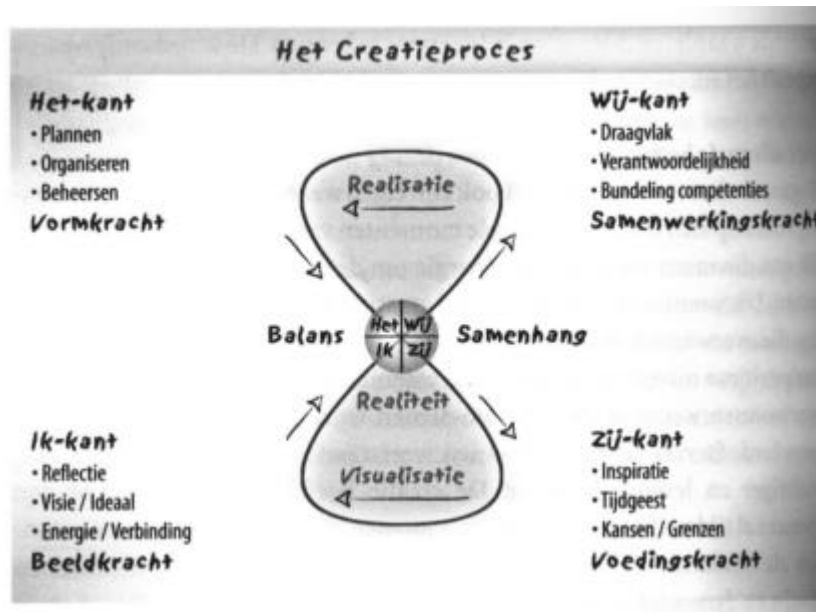 Het Creatieproces
Het-kant
• Plannen
• Organiseren
• Beheersen
Vormkracht
Wij-kant
• Draagvlak
• Verantwoordelijkheid
• Bundeling competenties
Samenwerkingskracht
Realisatie
Balans
Het Wij
Ik Zij
Samenhang
Realiteit
Visualisatie
Ik-kant
• Reflectie
• Visie / Ideaal
• Energie / Verbinding
Beeldkracht
Zij-kant
• Inspiratie
• Tijdgeest
• Kansen / Grenzen
Voedingskracht